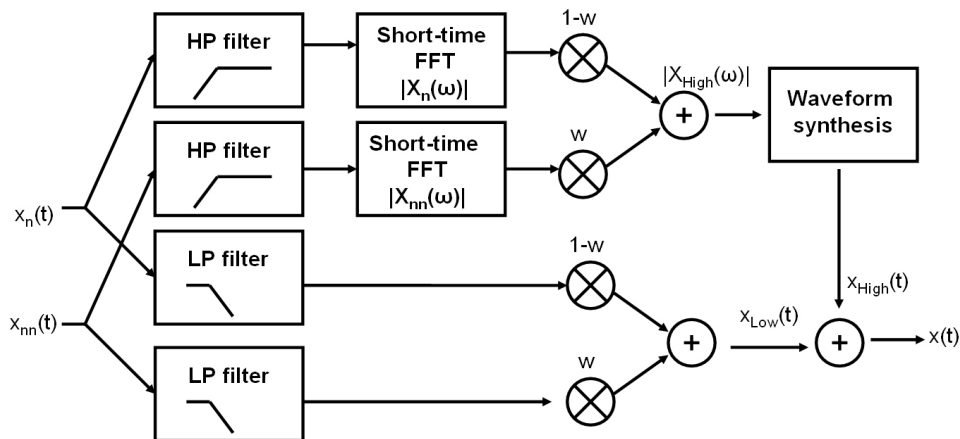 HP filter
Short-time
FFT
|Xn(ω)|
1-w
|XHigh(ω)|
Waveform
synthesis
HP filter
Short-time
FFT
|Xnn(ω)|
w
+
xn(t)
LP filter
1-w
xHigh(t)
xnn(t)
xLow(t)
+
+
x(t)
LP filter
w